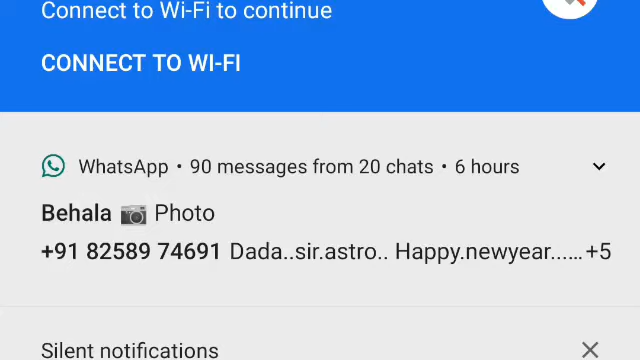 Connect to Wi-Fi to continue
CONNECT TO WI-FI
WhatsApp • 90 messages from 20 chats • 6 hours
Behala 📷 Photo
+91 82589 74691 Dada..sir.astro.. Happy.newyear...... +5
Silent notifications